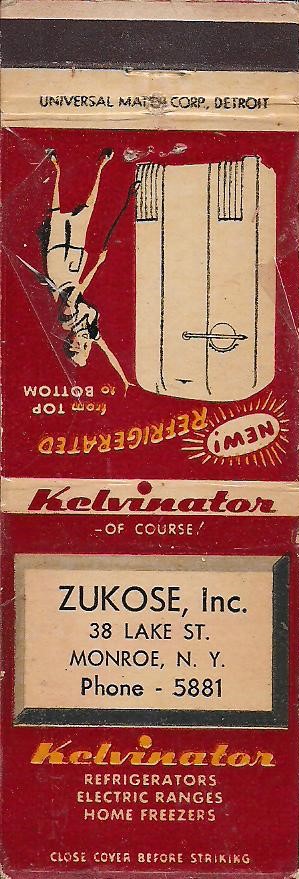 UNIVERSAL MATCH CORP., DETROIT
NEW!
REFRIGERATED
from TOP
to BOTTOM
Kelvinator
-OF COURSE!
ZUKOSE, Inc.
38 LAKE ST.
MONROE, N. Y.
Phone - 5881
Kelvinator
REFRIGERATORS
ELECTRIC RANGES
HOME FREEZERS
CLOSE COVER BEFORE STRIKING